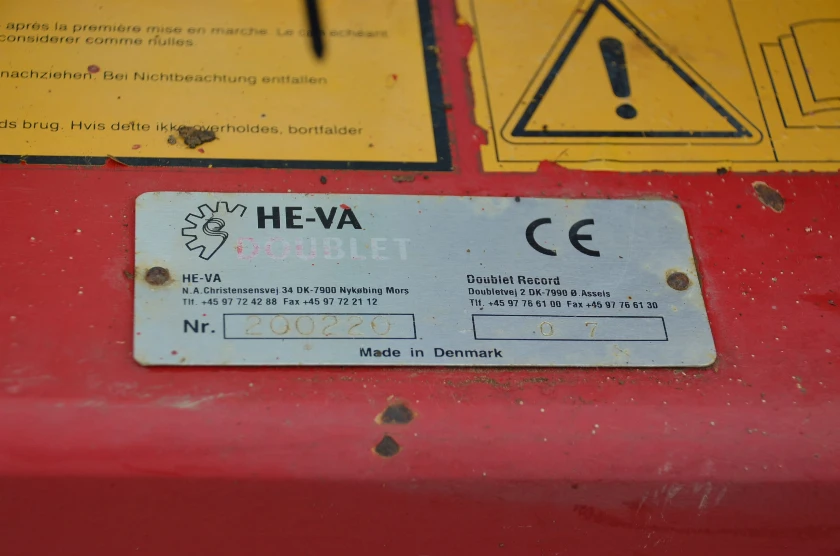 après la première mise en marche. Le cas échéant
considerer comme nulles
nachziehen. Bei Nichtbeachtung entfallen
ds brug. Hvis dette ikke overholdes, bortfalder
HE-VA
DOUBLET
CE
HE-VA
N.A.Christensensvej 34 DK-7900 Nykøbing Mors
Tlf. +45 97 72 42 88 Fax +45 97 72 21 12
Doublet Record
Doubletvej 2 DK-7990 Ø.Assels
Tlf. +45 97 76 61 00 Fax +45 97 76 61 30
Nr. 200220
07
Made in Denmark